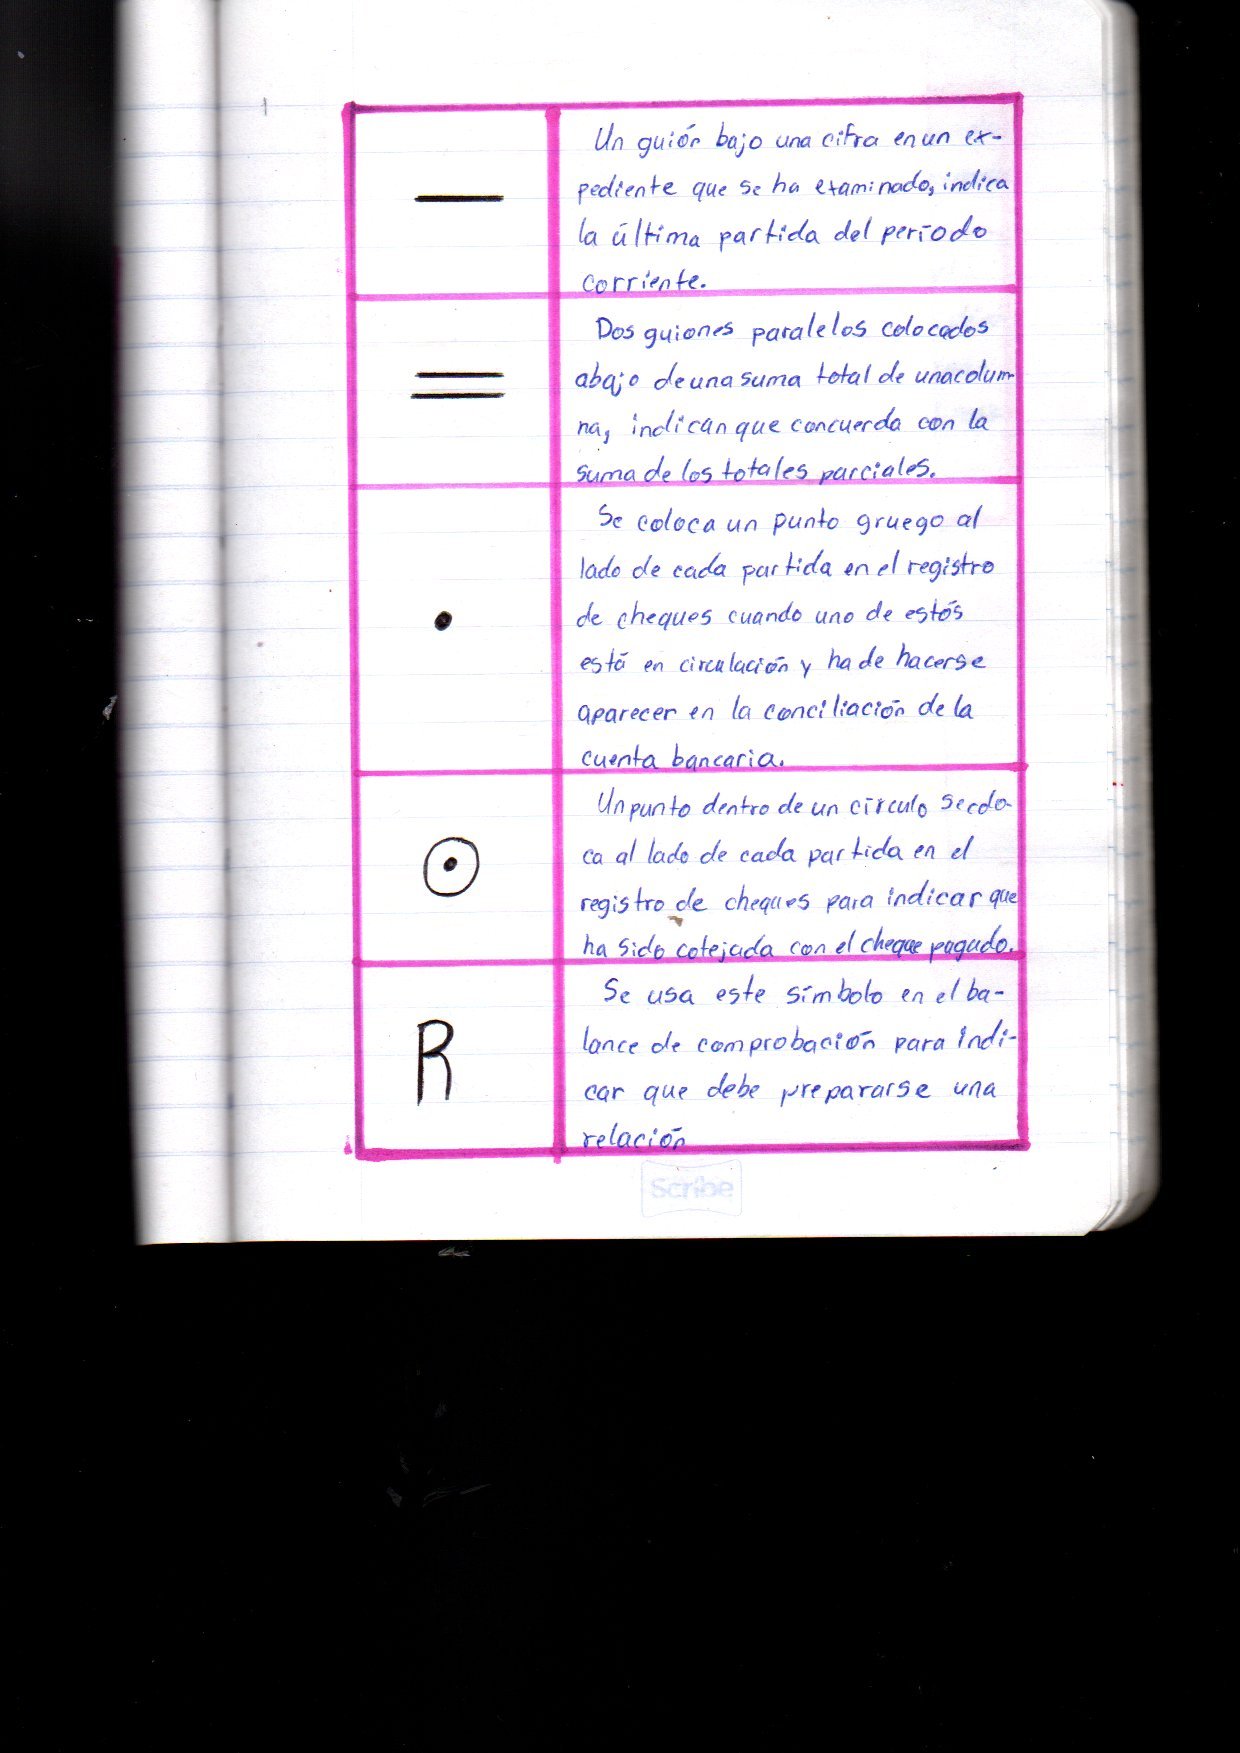 Un guión bajo una cifra en un ex-
pediente que se ha examinado, indica
la última partida del período
corriente.
Dos guiones paralelos colocados
abajo de una suma total de una colum-
na, indican que concuerda con la
suma de los totales parciales.
Se coloca un punto gruego al
lado de cada partida en el registro
de cheques cuando uno de estós
está en circulación y ha de hacerse
aparecer en la conciliación de la
cuenta bancaria.
Un punto dentro de un círculo se colo-
ca al lado de cada partida en el
registro de cheques para indicar que
ha sido cotejada con el cheque pagado.
R
Se usa este símbolo en el ba-
lance de comprobación para indi-
car que debe prepararse una
relación
Scribe